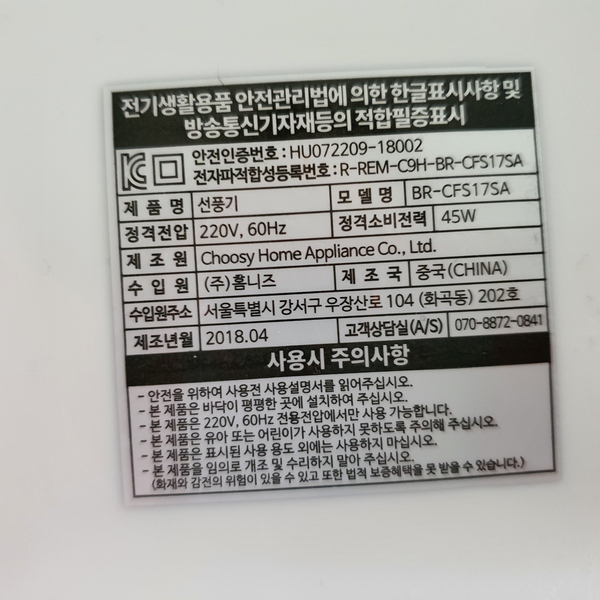 전기생활용품 안전관리법에 의한 한글표시사항 및
방송통신기자재등의 적합필증표시
안전인증번호 : HU072209-18002
전자파적합성등록번호 : R-REM-C9H-BR-CFS17SA
제 품 명 선풍기 모 델 명 BR-CFS17SA
정격전압 220V, 60Hz 정격소비전력 45W
제 조 원 Choosy Home Appliance Co., Ltd.
수 입 원 (주)홈니즈 제 조 국 중국(CHINA)
수입원주소 서울특별시 강서구 우장산로 104 (화곡동) 202호
제조년월 2018.04 고객상담실(A/S) 070-8872-0841
사용시 주의사항
- 안전을 위하여 사용전 사용설명서를 읽어주십시오.
- 본 제품은 바닥이 평평한 곳에 설치하여 주십시오.
- 본 제품은 220V, 60Hz 전용전압에서만 사용 가능합니다.
- 본 제품은 유아 또는 어린이가 사용하지 못하도록 주의해 주십시오.
- 본 제품은 표시된 사용 용도 외에는 사용하지 마십시오.
- 본 제품을 임의로 개조 및 수리하지 말아 주십시오.
(화재와 감전의 위험이 있을 수 있고 또한 법적 보증혜택을 못 받을 수 있습니다.)